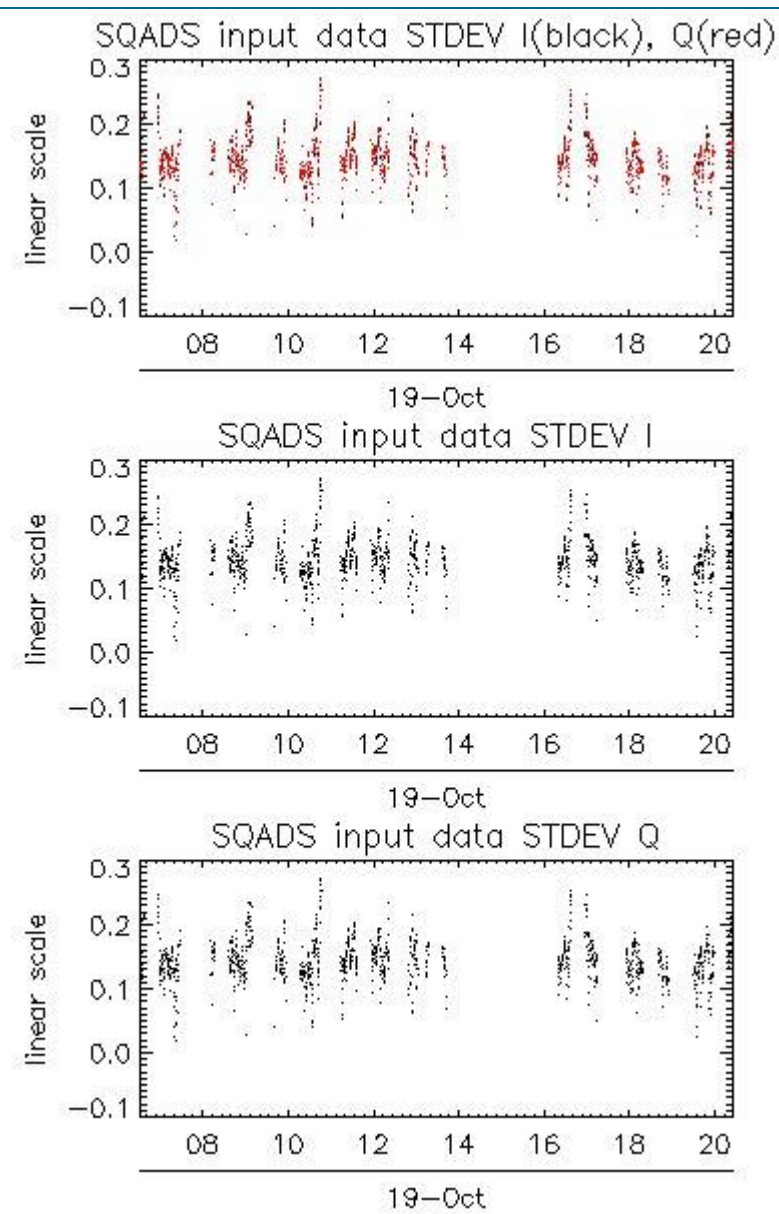 SQADS input data STDEV I(black), Q(red)
0.3
0.2
0.1
0.0
−0.1
linear scale
08 10 12 14 16 18 20
19−Oct
SQADS input data STDEV I
0.3
0.2
0.1
0.0
−0.1
linear scale
08 10 12 14 16 18 20
19−Oct
SQADS input data STDEV Q
0.3
0.2
0.1
0.0
−0.1
linear scale
08 10 12 14 16 18 20
19−Oct